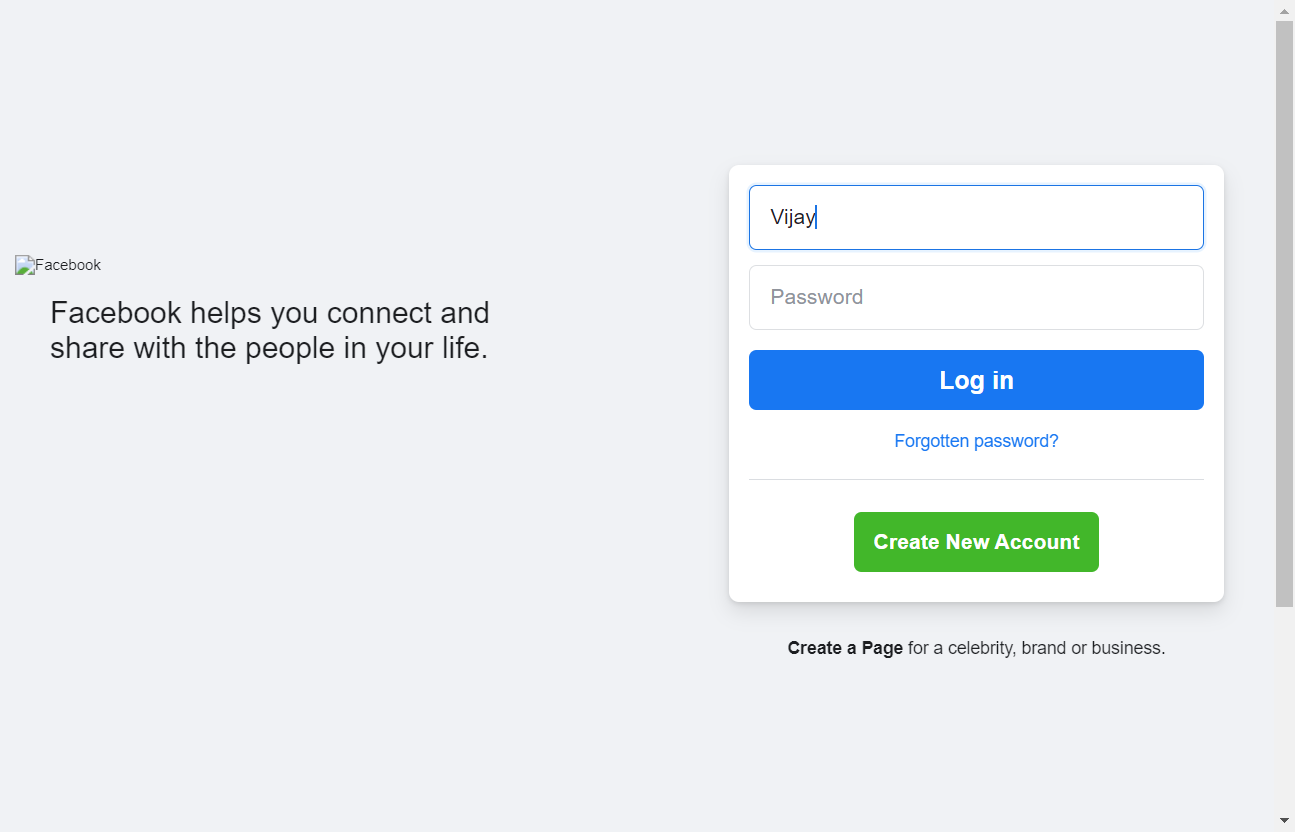 Facebook
Facebook helps you connect and
share with the people in your life.
Vijay
Password
Log in
Forgotten password?
Create New Account
Create a Page for a celebrity, brand or business.